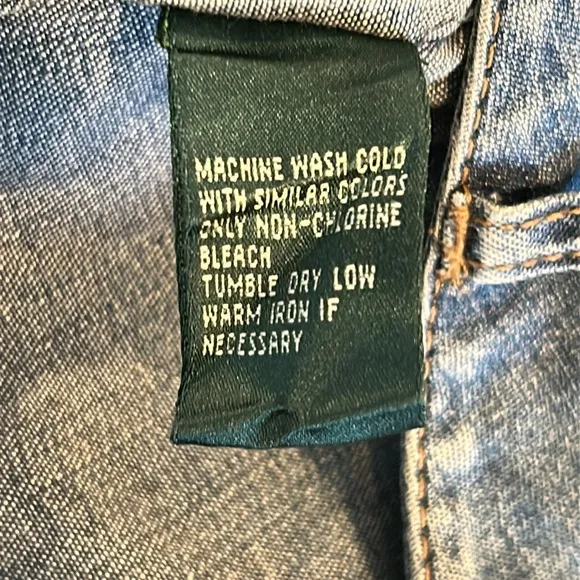 MACHINE WASH COLD
WITH SIMILAR COLORS
ONLY NON-CHLORINE
BLEACH
TUMBLE DRY LOW
WARM IRON IF
NECESSARY